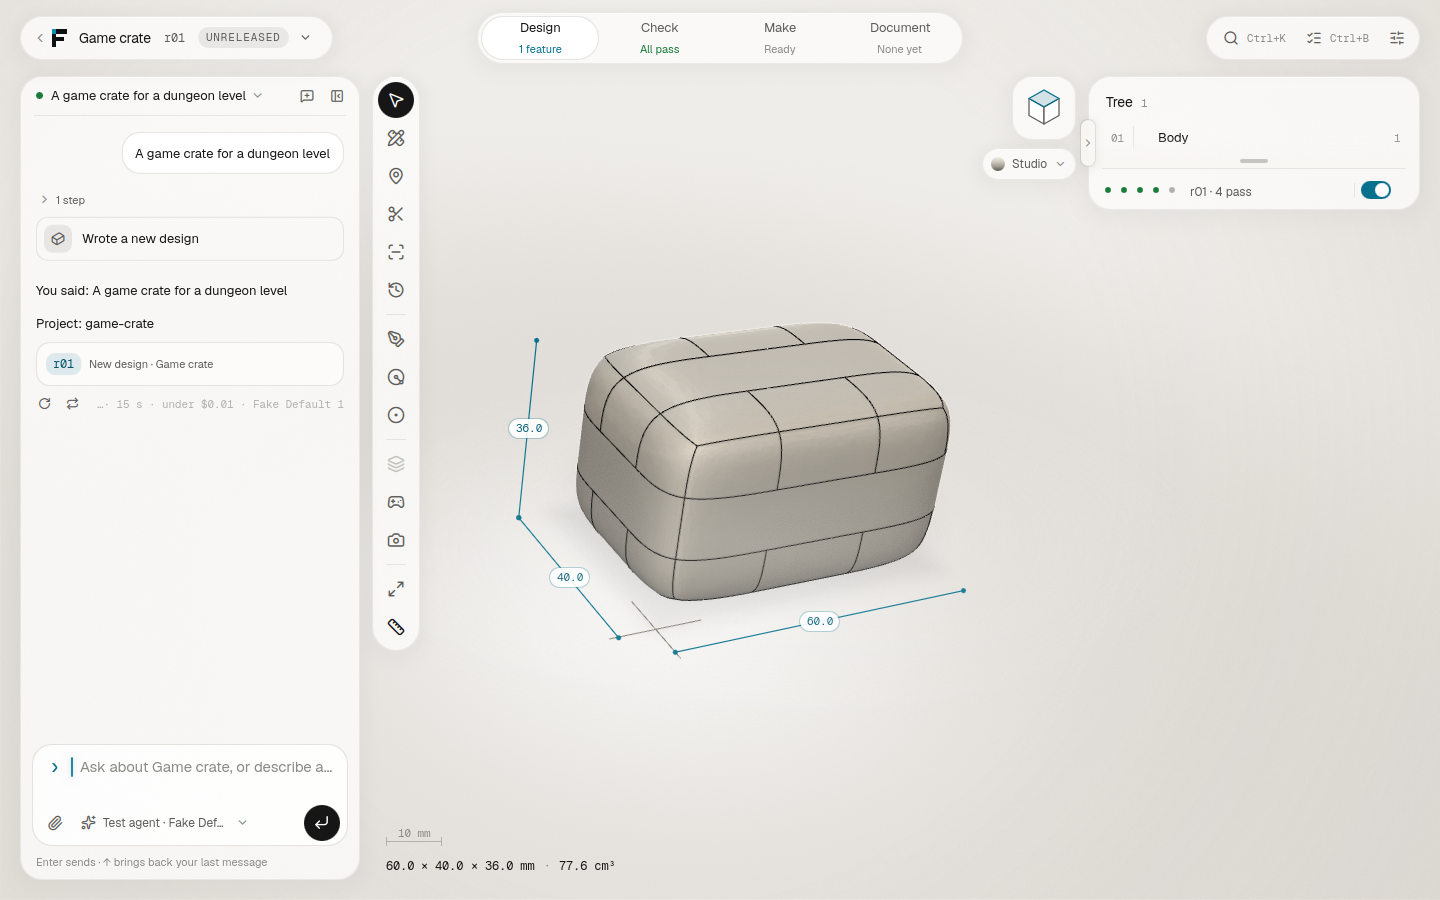 Game crate r01 UNRELEASED
Design
1 feature
Check
All pass
Make
Ready
Document
None yet
Ctrl+K
Ctrl+B
A game crate for a dungeon level
A game crate for a dungeon level
1 step
Wrote a new design
You said: A game crate for a dungeon level
Project: game-crate
r01 New design · Game crate
…· 15 s · under $0.01 · Fake Default 1
Ask about Game crate, or describe a…
Test agent · Fake Def…
Enter sends · ↑ brings back your last message
Studio
Tree 1
01 Body 1
r01 · 4 pass
36.0
40.0
60.0
10 mm
60.0 × 40.0 × 36.0 mm · 77.6 cm³